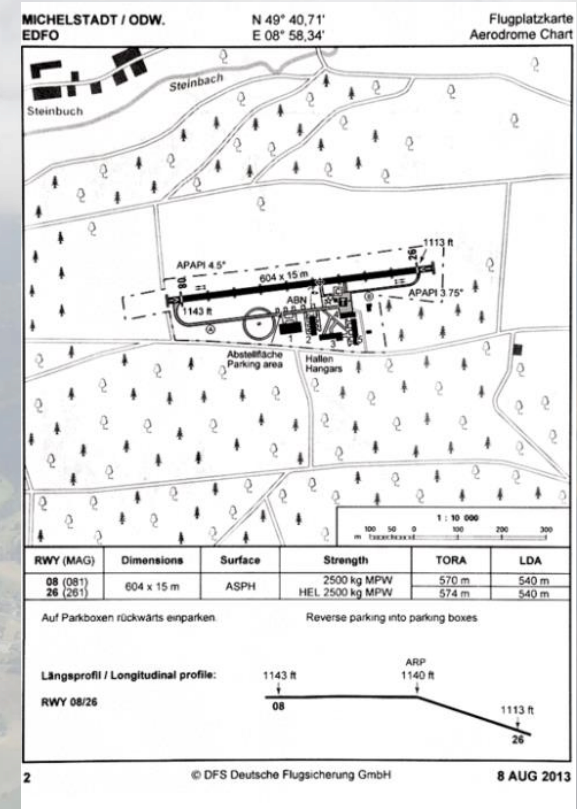 MICHELSTADT / ODW.
EDFO
N 49° 40,71'
E 08° 58,34'
Flugplatzkarte
Aerodrome Chart
Steinbach
Steinbuch
26
1113 ft
APAPI 4.5°
08
604 x 15 m
APAPI 3.75°
1143 ft
ABN
A
B
1
2
3
Abstellfläche
Parking area
Hallen
Hangars
1 : 10 000
m 100 50 0 100 200 300
RWY (MAG) Dimensions Surface Strength TORA LDA
08 (081) 604 x 15 m ASPH 2500 kg MPW 570 m 540 m
26 (261) HEL 2500 kg MPW 574 m 540 m
Auf Parkboxen rückwärts einparken. Reverse parking into parking boxes
Längsprofil / Longitudinal profile:
RWY 08/26
1143 ft
08
ARP
1140 ft
1113 ft
26
2 © DFS Deutsche Flugsicherung GmbH 8 AUG 2013